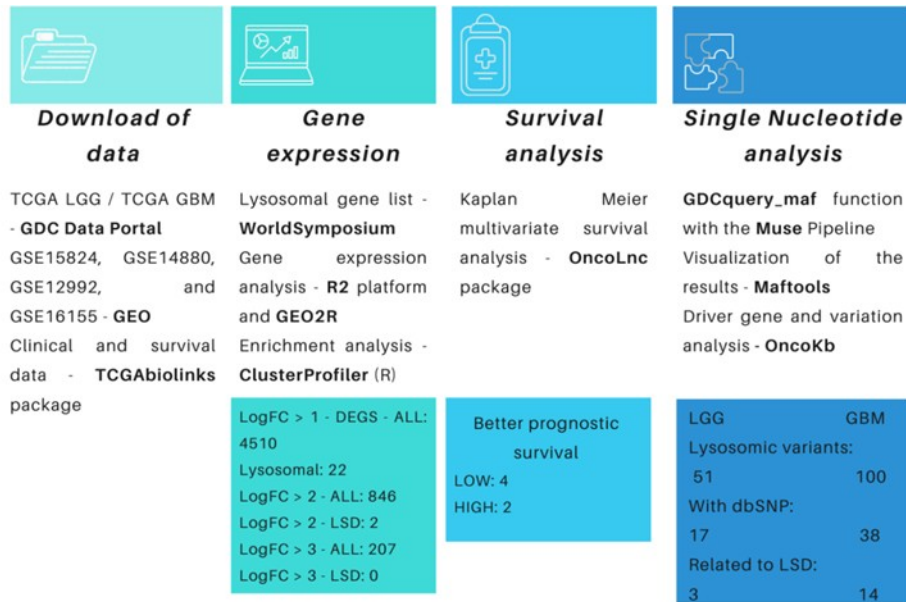 Download of
data
TCGA LGG / TCGA GBM
- GDC Data Portal
GSE15824, GSE14880,
GSE12992, and
GSE16155 - GEO
Clinical and survival
data - TCGAbiolinks
package
Gene
expression
Lysosomal gene list -
WorldSymposium
Gene expression
analysis - R2 platform
and GEO2R
Enrichment analysis -
ClusterProfiler (R)
LogFC > 1 - DEGS - ALL:
4510
Lysosomal: 22
LogFC > 2 - ALL: 846
LogFC > 2 - LSD: 2
LogFC > 3 - ALL: 207
LogFC > 3 - LSD: 0
Survival
analysis
Kaplan Meier
multivariate survival
analysis - OncoLnc
package
Better prognostic
survival
LOW: 4
HIGH: 2
Single Nucleotide
analysis
GDCquery_maf function
with the Muse Pipeline
Visualization of the
results - Maftools
Driver gene and variation
analysis - OncoKb
LGG GBM
Lysosomic variants:
51 100
With dbSNP:
17 38
Related to LSD:
3 14